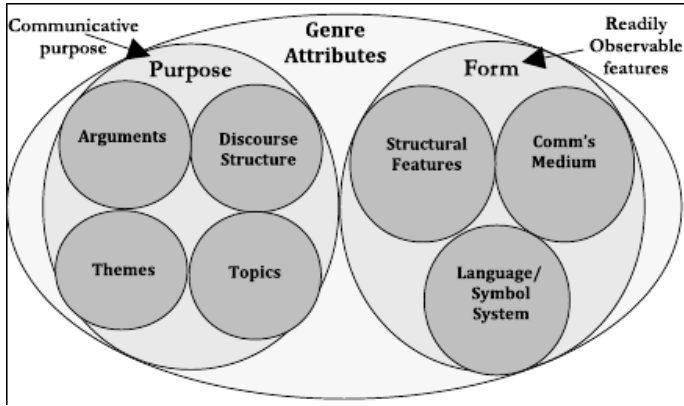 Communicative
purpose
Genre
Attributes
Readily
Observable
features
Purpose
Form
Arguments
Discourse
Structure
Structural
Features
Comm's
Medium
Themes
Topics
Language/
Symbol
System